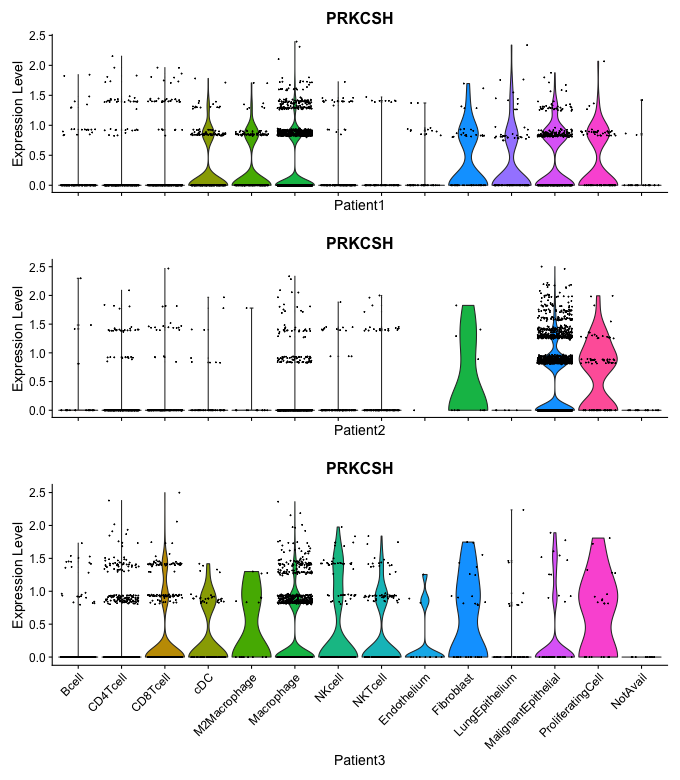 PRKCSH
Expression Level
2.5
2.0
1.5
1.0
0.5
0.0
Patient1
PRKCSH
Expression Level
2.5
2.0
1.5
1.0
0.5
0.0
Patient2
PRKCSH
Expression Level
2.5
2.0
1.5
1.0
0.5
0.0
Bcell
CD4Tcell
CD8Tcell
cDC
M2Macrophage
Macrophage
NKcell
NKTcell
Endothelium
Fibroblast
LungEpithelium
MalignantEpithelial
ProliferatingCell
NotAvail
Patient3